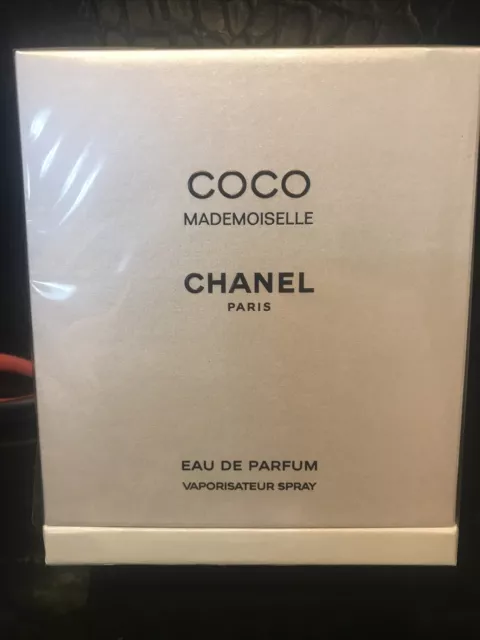 COCO
MADEMOISELLE
CHANEL
PARIS
EAU DE PARFUM
VAPORISATEUR SPRAY